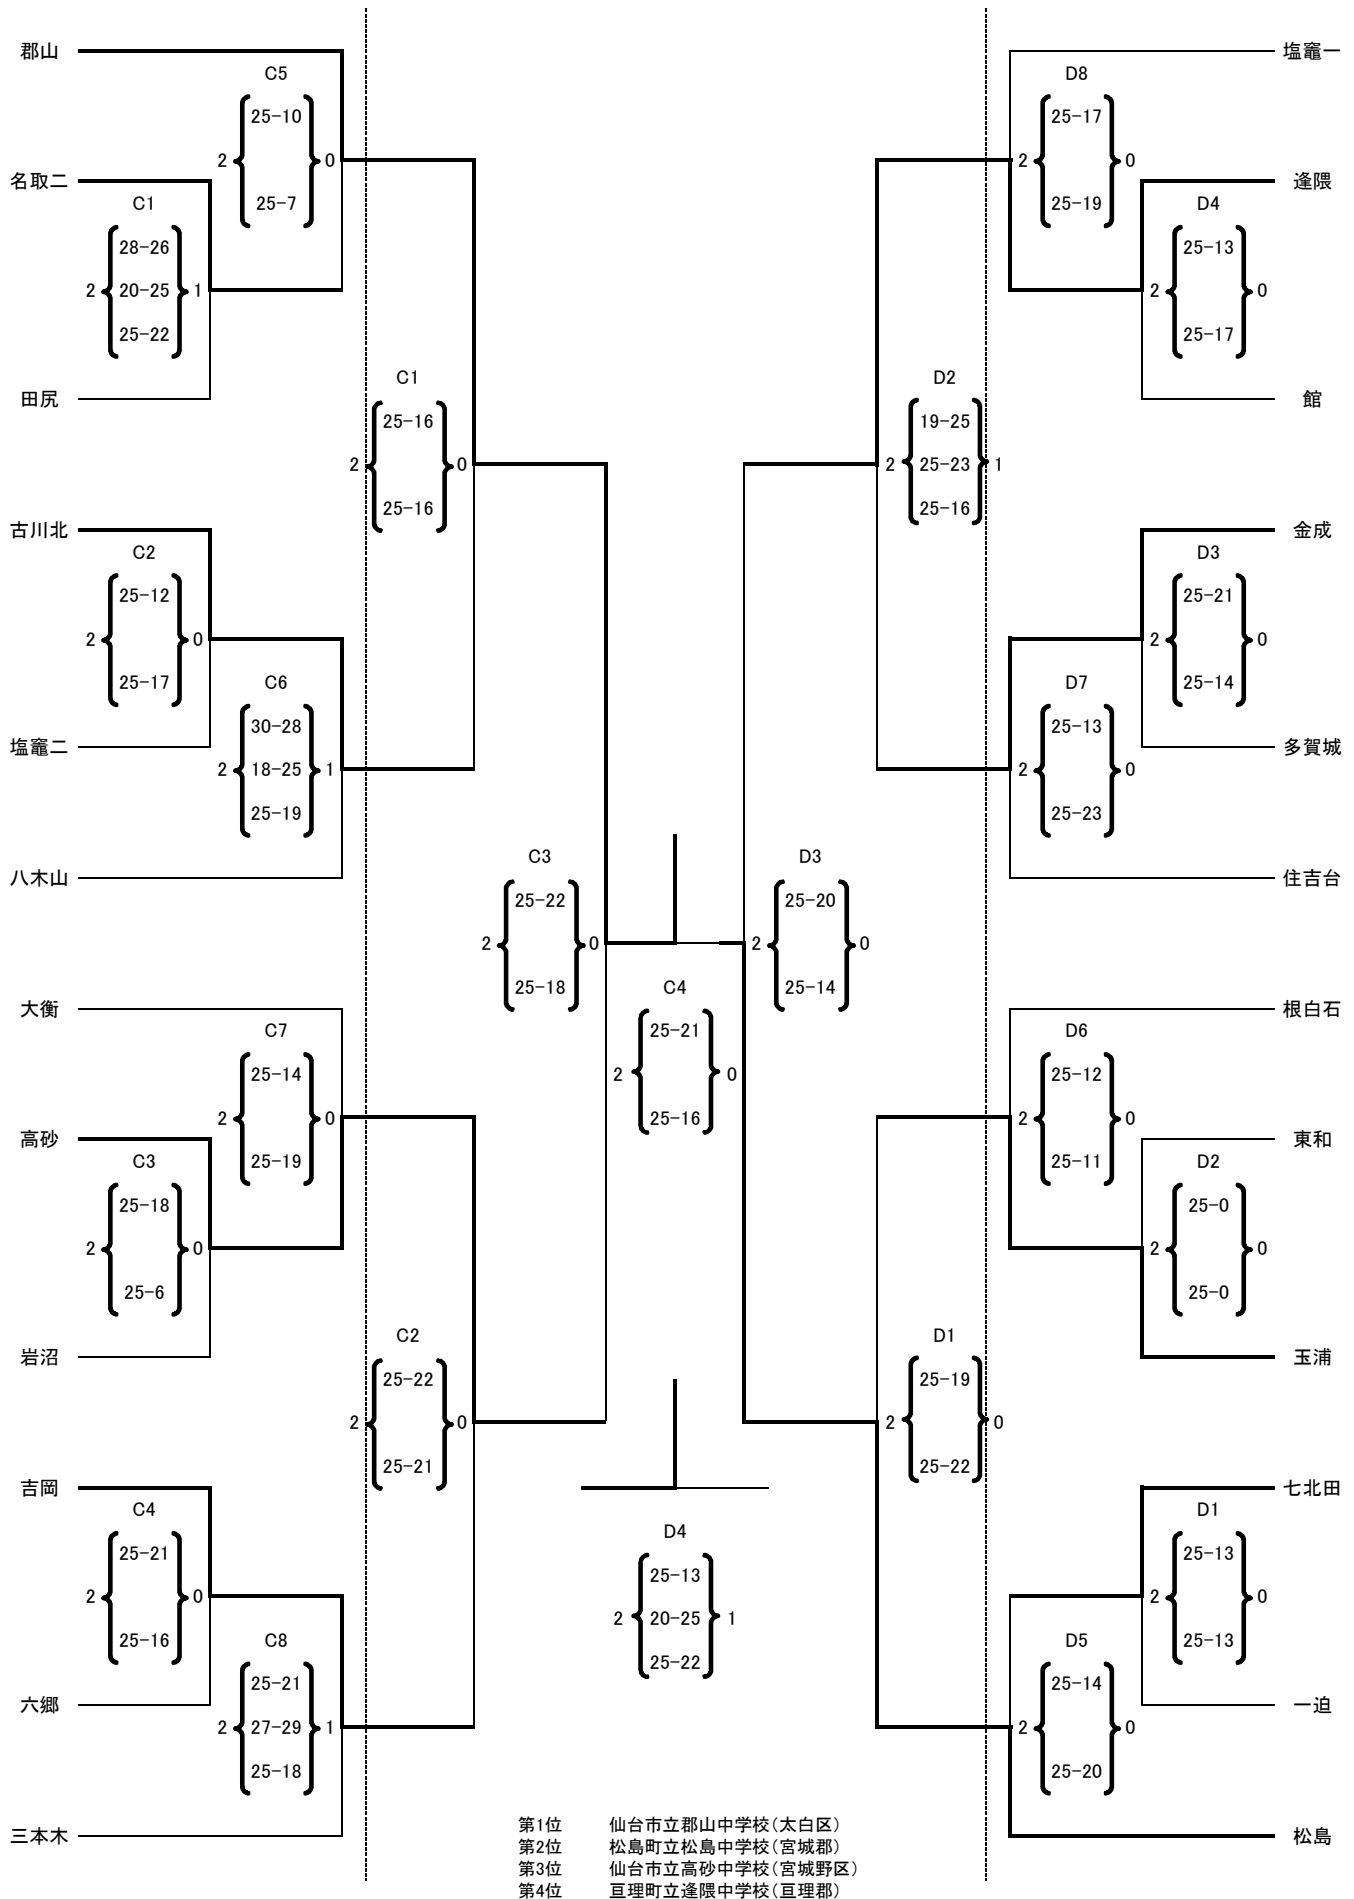 郡山
C5
25-10
2 0
25-7
名取二
C1
28-26
2 20-25 1
25-22
田尻
C1
25-16
2 0
25-16
古川北
C2
25-12
2 0
25-17
塩竈二
C6
30-28
2 18-25 1
25-19
八木山
C3
25-22
2 0
25-18
大衡
C7
25-14
2 0
25-19
高砂
C3
25-18
2 0
25-6
岩沼
C2
25-22
2 0
25-21
吉岡
C4
25-21
2 0
25-16
六郷
C8
25-21
2 27-29 1
25-18
三本木
C4
25-21
2 0
25-16
D4
25-13
2 20-25 1
25-22
塩竈一
D8
25-17
2 0
25-19
逢隈
D4
25-13
2 0
25-17
館
D2
19-25
2 25-23 1
25-16
金成
D3
25-21
2 0
25-14
多賀城
D7
25-13
2 0
25-23
住吉台
D3
25-20
2 0
25-14
根白石
D6
25-12
2 0
25-11
東和
D2
25-0
2 0
25-0
玉浦
D1
25-19
2 0
25-22
七北田
D1
25-13
2 0
25-13
一迫
D5
25-14
2 0
25-20
松島
第1位 仙台市立郡山中学校(太白区)
第2位 松島町立松島中学校(宮城郡)
第3位 仙台市立高砂中学校(宮城野区)
第4位 亘理町立逢隈中学校(亘理郡)